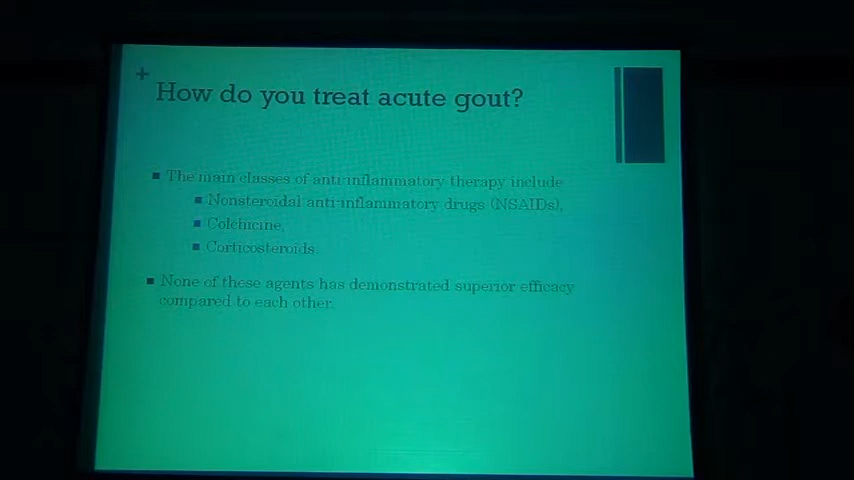 +
How do you treat acute gout?
■ The main classes of anti-inflammatory therapy include
■ Nonsteroidal anti-inflammatory drugs (NSAIDs),
■ Colchicine,
■ Corticosteroids.
■ None of these agents has demonstrated superior efficacy
compared to each other.